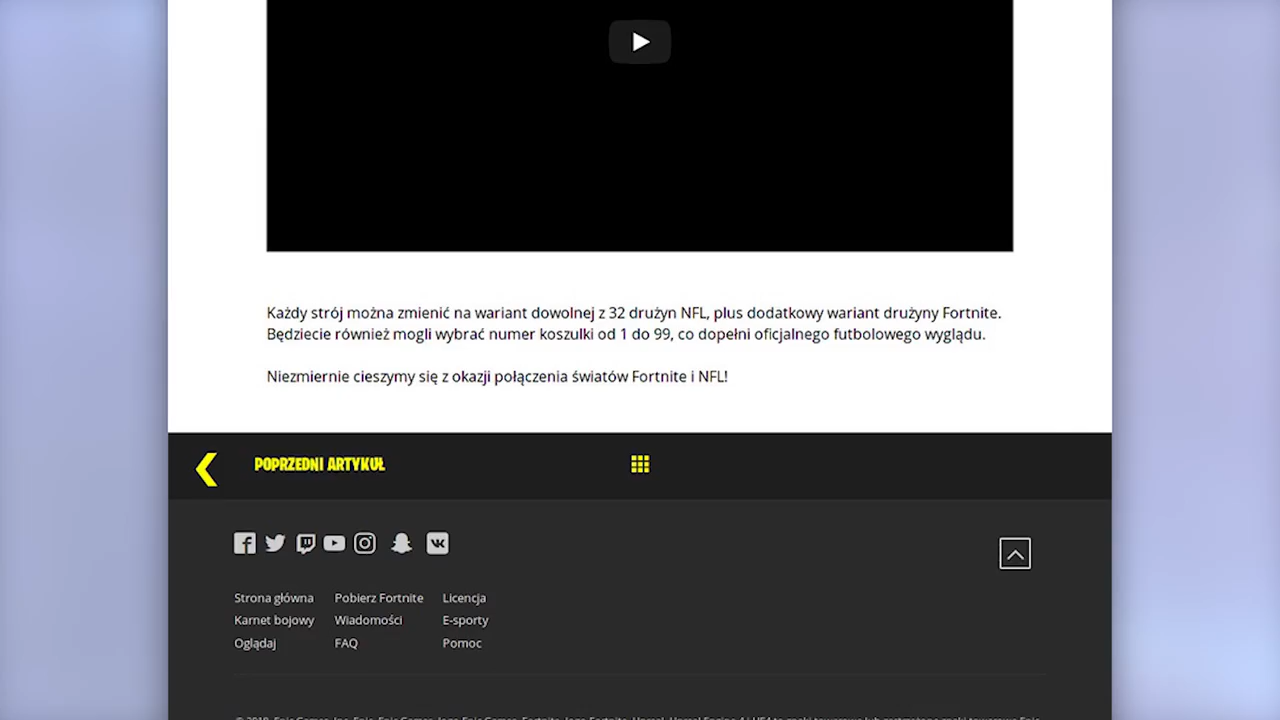 Każdy strój można zmienić na wariant dowolnej z 32 drużyn NFL, plus dodatkowy wariant drużyny Fortnite.
Będziecie również mogli wybrać numer koszulki od 1 do 99, co dopełni oficjalnego futbolowego wyglądu.
Niezmiernie cieszymy się z okazji połączenia światów Fortnite i NFL!
POPRZEDNI ARTYKUŁ
Strona główna Pobierz Fortnite Licencja
Karnet bojowy Wiadomości E-sporty
Oglądaj FAQ Pomoc